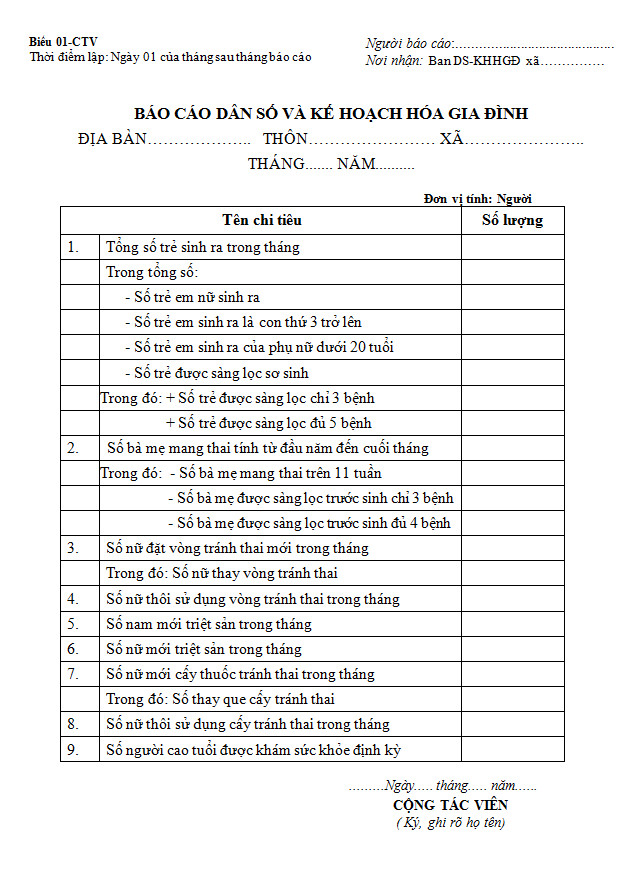 Biểu 01-CTV
Thời điểm lập: Ngày 01 của tháng sau tháng báo cáo
Người báo cáo:...............................................
Nơi nhận: Ban DS-KHHGĐ xã……………
BÁO CÁO DÂN SỐ VÀ KẾ HOẠCH HÓA GIA ĐÌNH
ĐỊA BÀN……………….. THÔN…………………… XÃ…………………..
THÁNG....... NĂM..........
Đơn vị tính: Người
Tên chi tiêu Số lượng
1. Tổng số trẻ sinh ra trong tháng
Trong tổng số:
- Số trẻ em nữ sinh ra
- Số trẻ em sinh ra là con thứ 3 trở lên
- Số trẻ em sinh ra của phụ nữ dưới 20 tuổi
- Số trẻ được sàng lọc sơ sinh
Trong đó: + Số trẻ được sàng lọc chỉ 3 bệnh
+ Số trẻ được sàng lọc đủ 5 bệnh
2. Số bà mẹ mang thai tính từ đầu năm đến cuối tháng
Trong đó: - Số bà mẹ mang thai trên 11 tuần
- Số bà mẹ được sàng lọc trước sinh chỉ 3 bệnh
- Số bà mẹ được sàng lọc trước sinh đủ 4 bệnh
3. Số nữ đặt vòng tránh thai mới trong tháng
Trong đó: Số nữ thay vòng tránh thai
4. Số nữ thôi sử dụng vòng tránh thai trong tháng
5. Số nam mới triệt sản trong tháng
6. Số nữ mới triệt sản trong tháng
7. Số nữ mới cấy thuốc tránh thai trong tháng
Trong đó: Số thay que cấy tránh thai
8. Số nữ thôi sử dụng cấy tránh thai trong tháng
9. Số người cao tuổi được khám sức khỏe định kỳ
.........Ngày..... tháng..... năm......
CỘNG TÁC VIÊN
( Ký, ghi rõ họ tên)